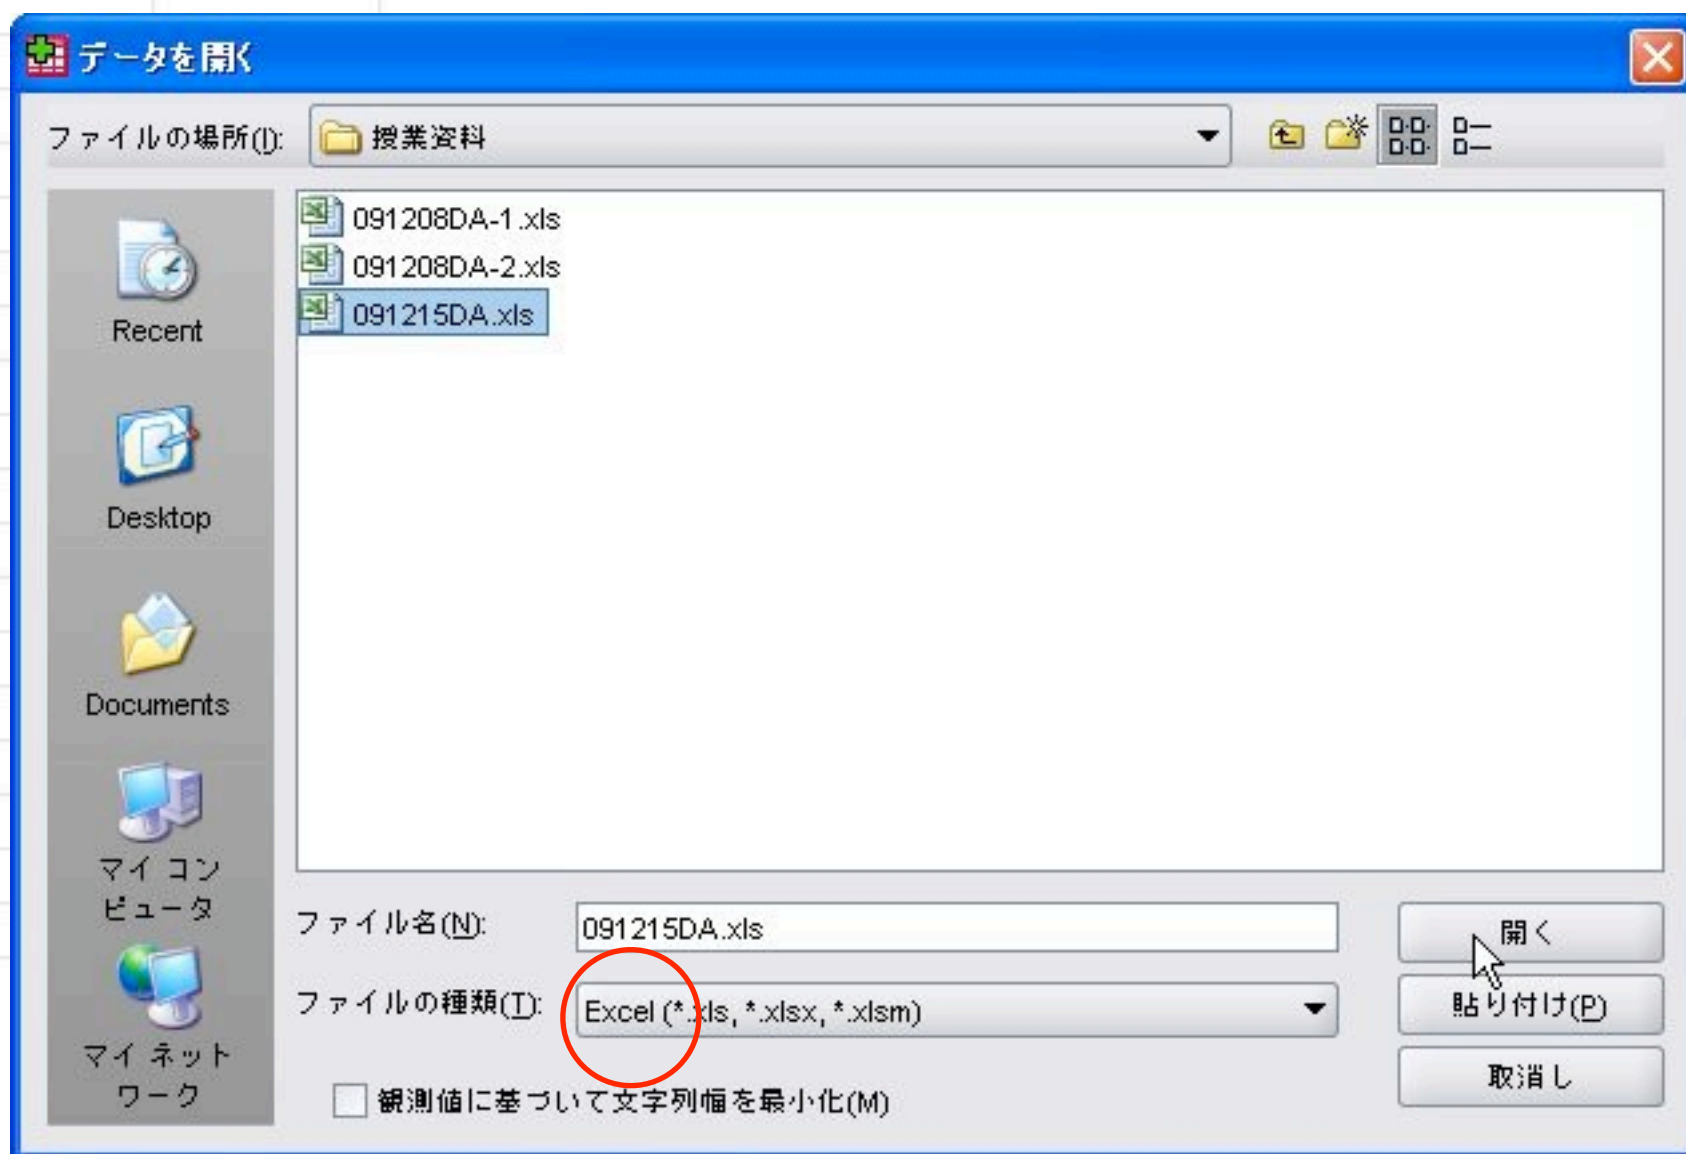 データを開く
ファイルの場所(I):
授業資料
091208DA-1.xls
091208DA-2.xls
091215DA.xls
Recent
Desktop
Documents
マイ コン
ピュータ
マイ ネット
ワーク
ファイル名(N):
091215DA.xls
開く
ファイルの種類(T):
Excel (*.xls, *.xlsx, *.xlsm)
貼り付け(P)
観測値に基づいて文字列幅を最小化(M)
取消し